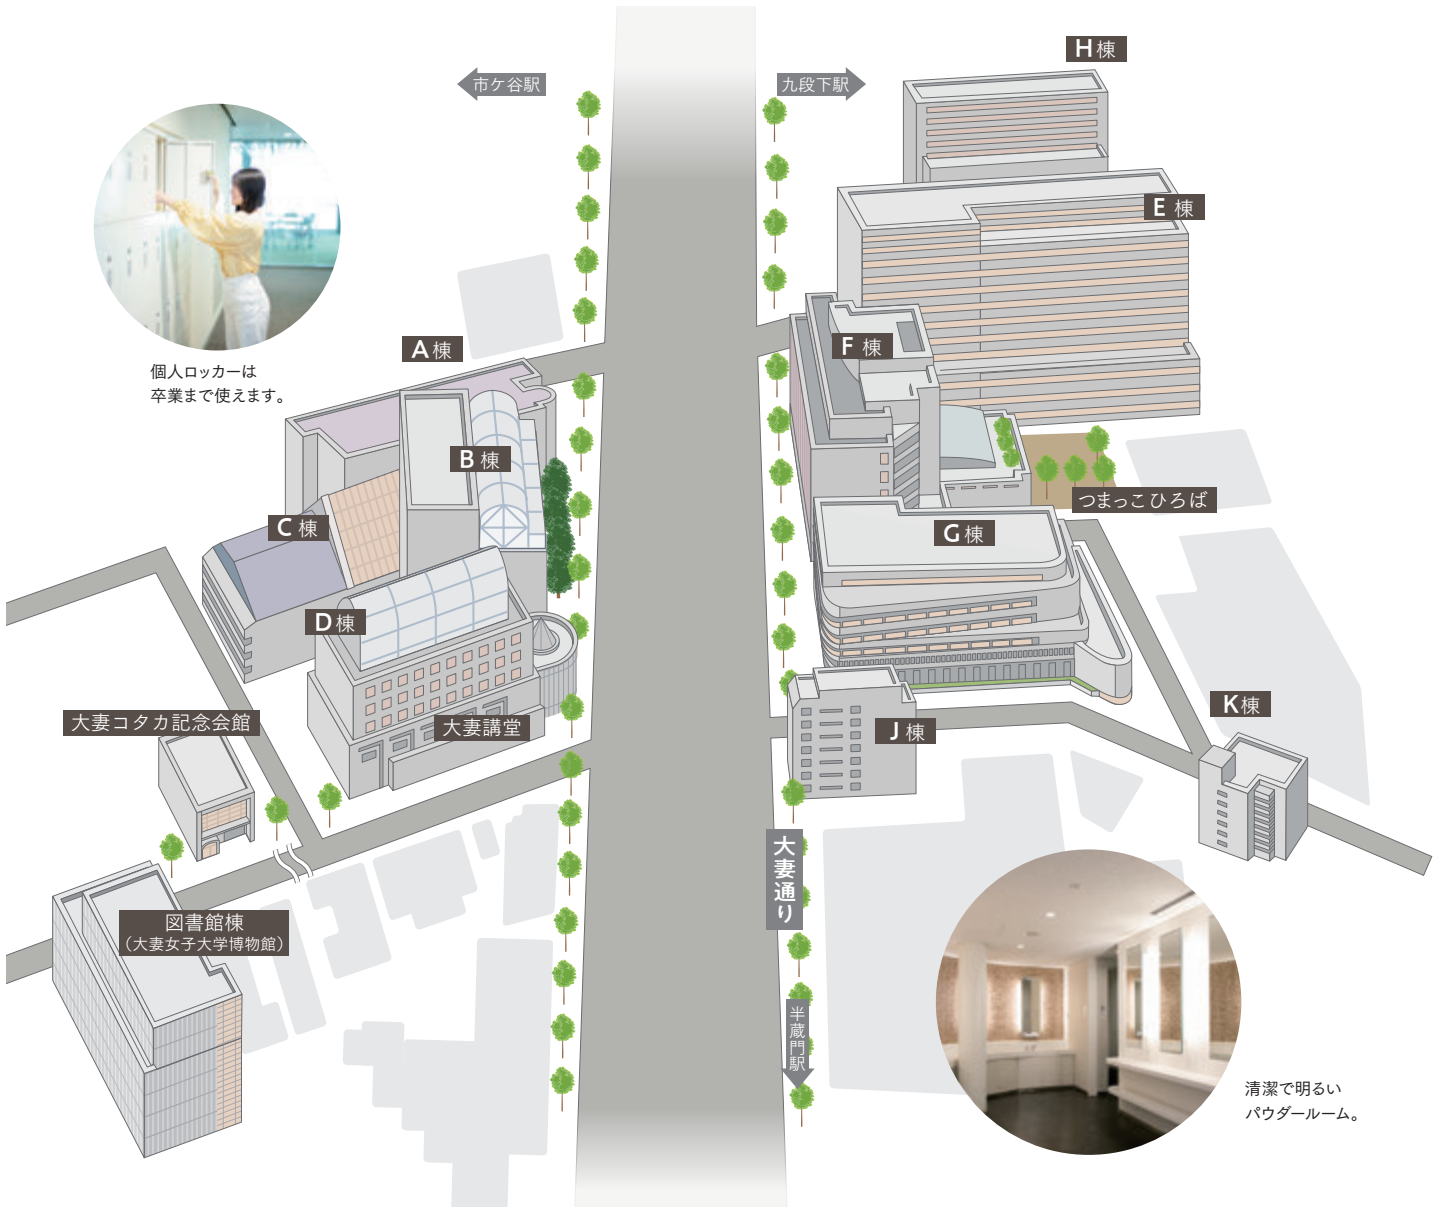 H棟
市ケ谷駅
九段下駅
E棟
A棟
F棟
個人ロッカーは
卒業まで使えます。
B棟
つまっこひろば
C棟
G棟
D棟
大妻コタカ記念会館
大妻講堂
K棟
J棟
大妻通り
図書館棟
（大妻女子大学博物館）
半蔵門駅
清潔で明るい
パウダールーム。